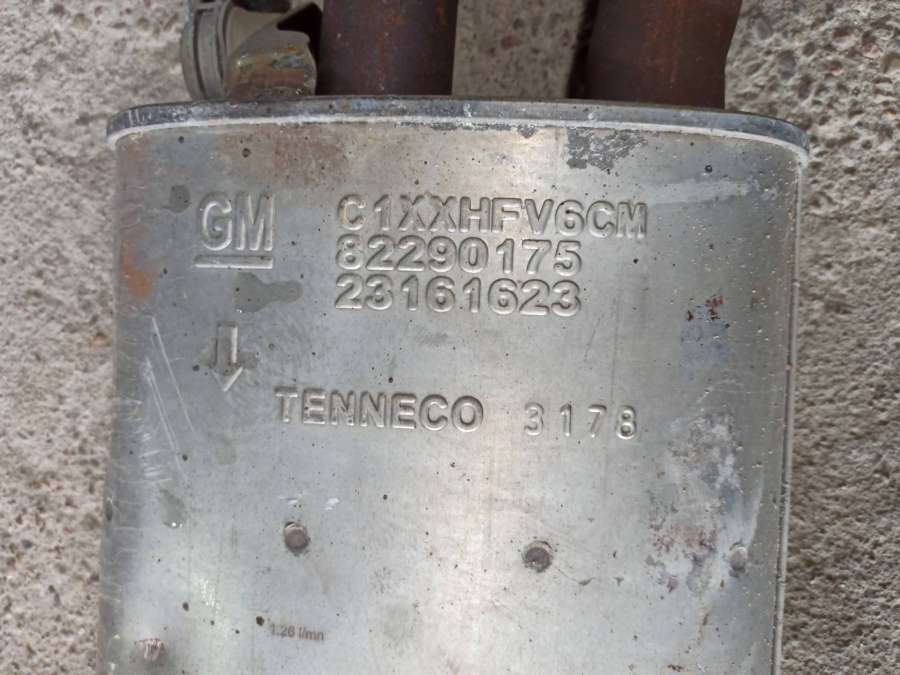 GM C1XXHFV6CM
82290175
23161623
TENNECO 3178
1.26 l/mn